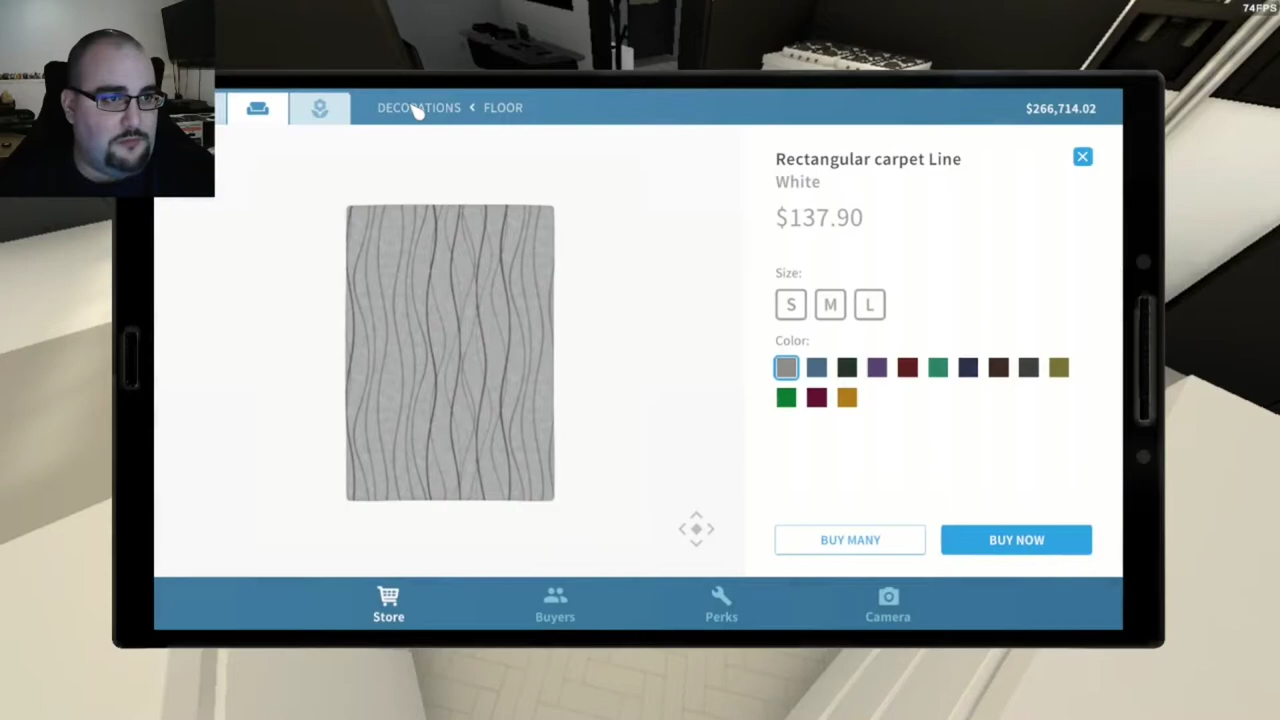 74FPS
DECORATIONS < FLOOR
$266,714.02
Rectangular carpet Line
White
$137.90
Size:
S M L
Color:
BUY MANY
BUY NOW
Store
Buyers
Perks
Camera